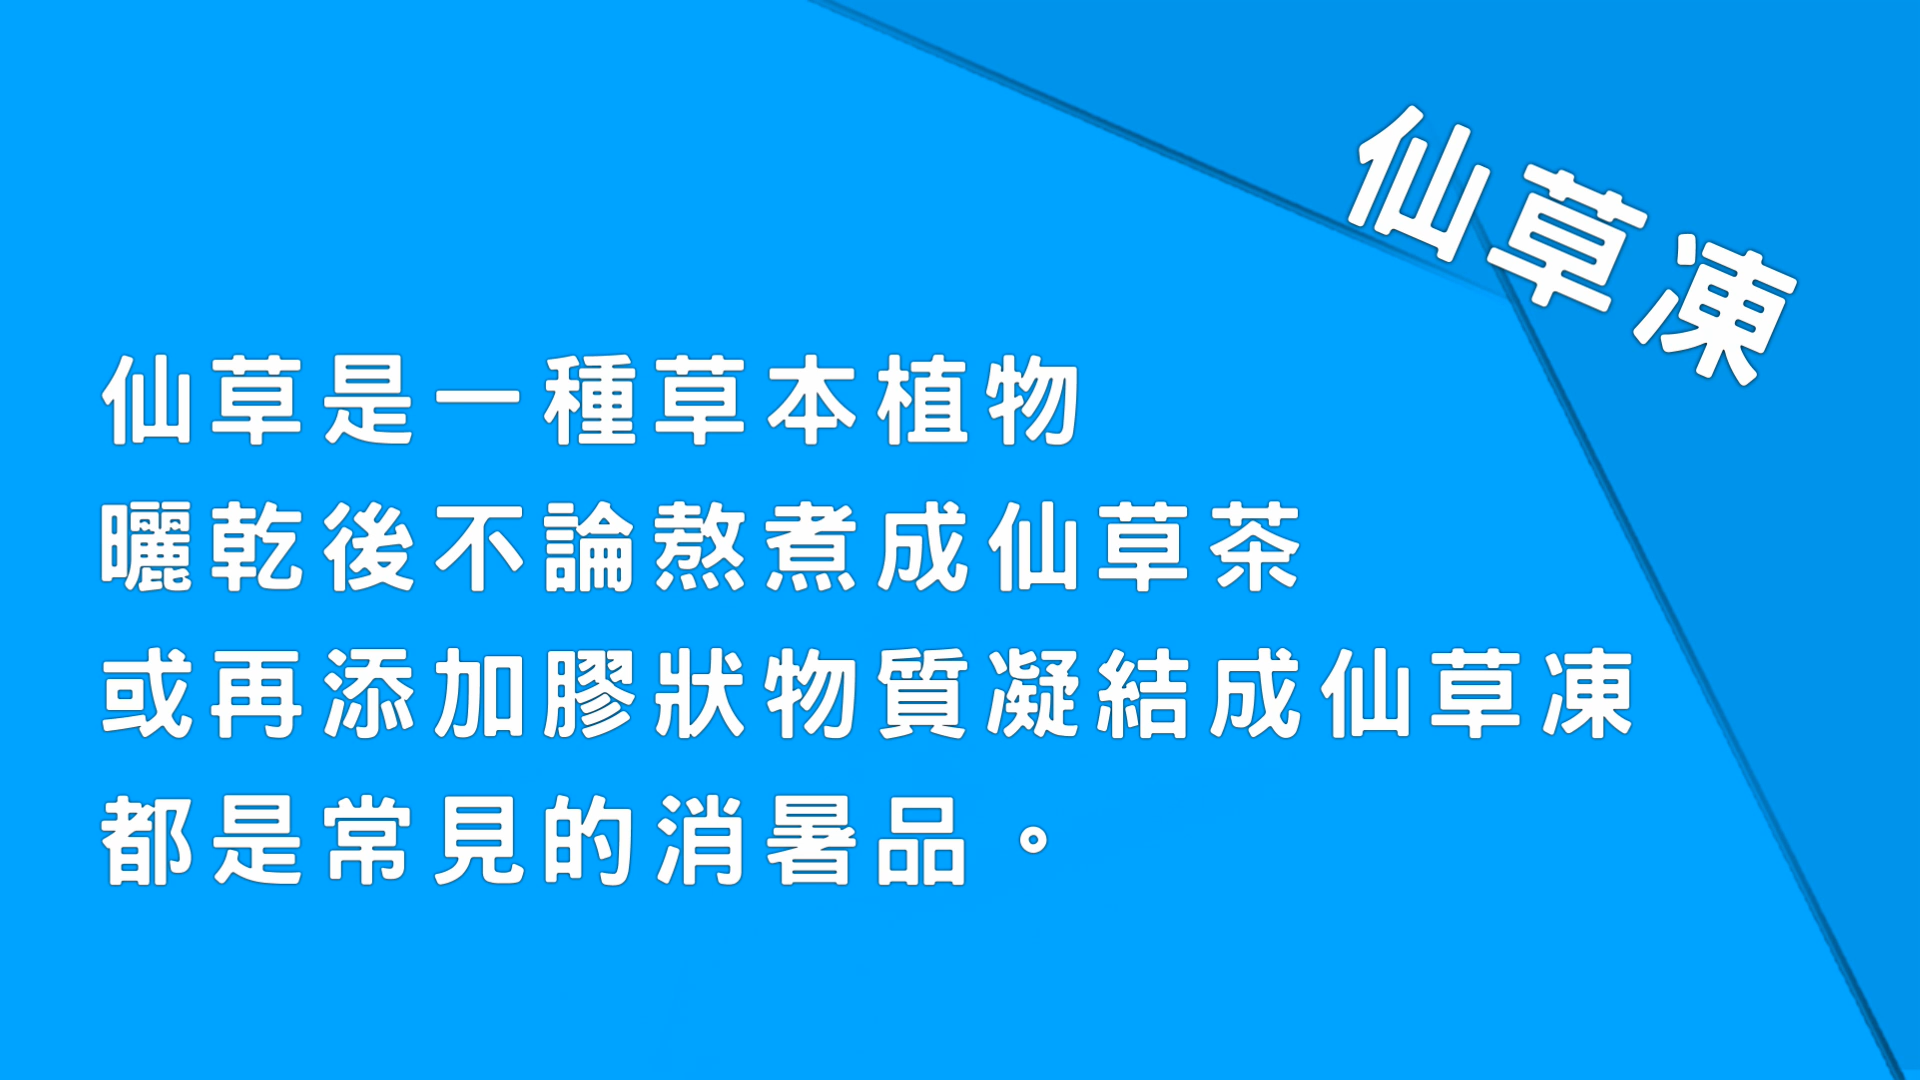 仙草凍
仙草是一種草本植物
曬乾後不論熬煮成仙草茶
或再添加膠狀物質凝結成仙草凍
都是常見的消暑品。